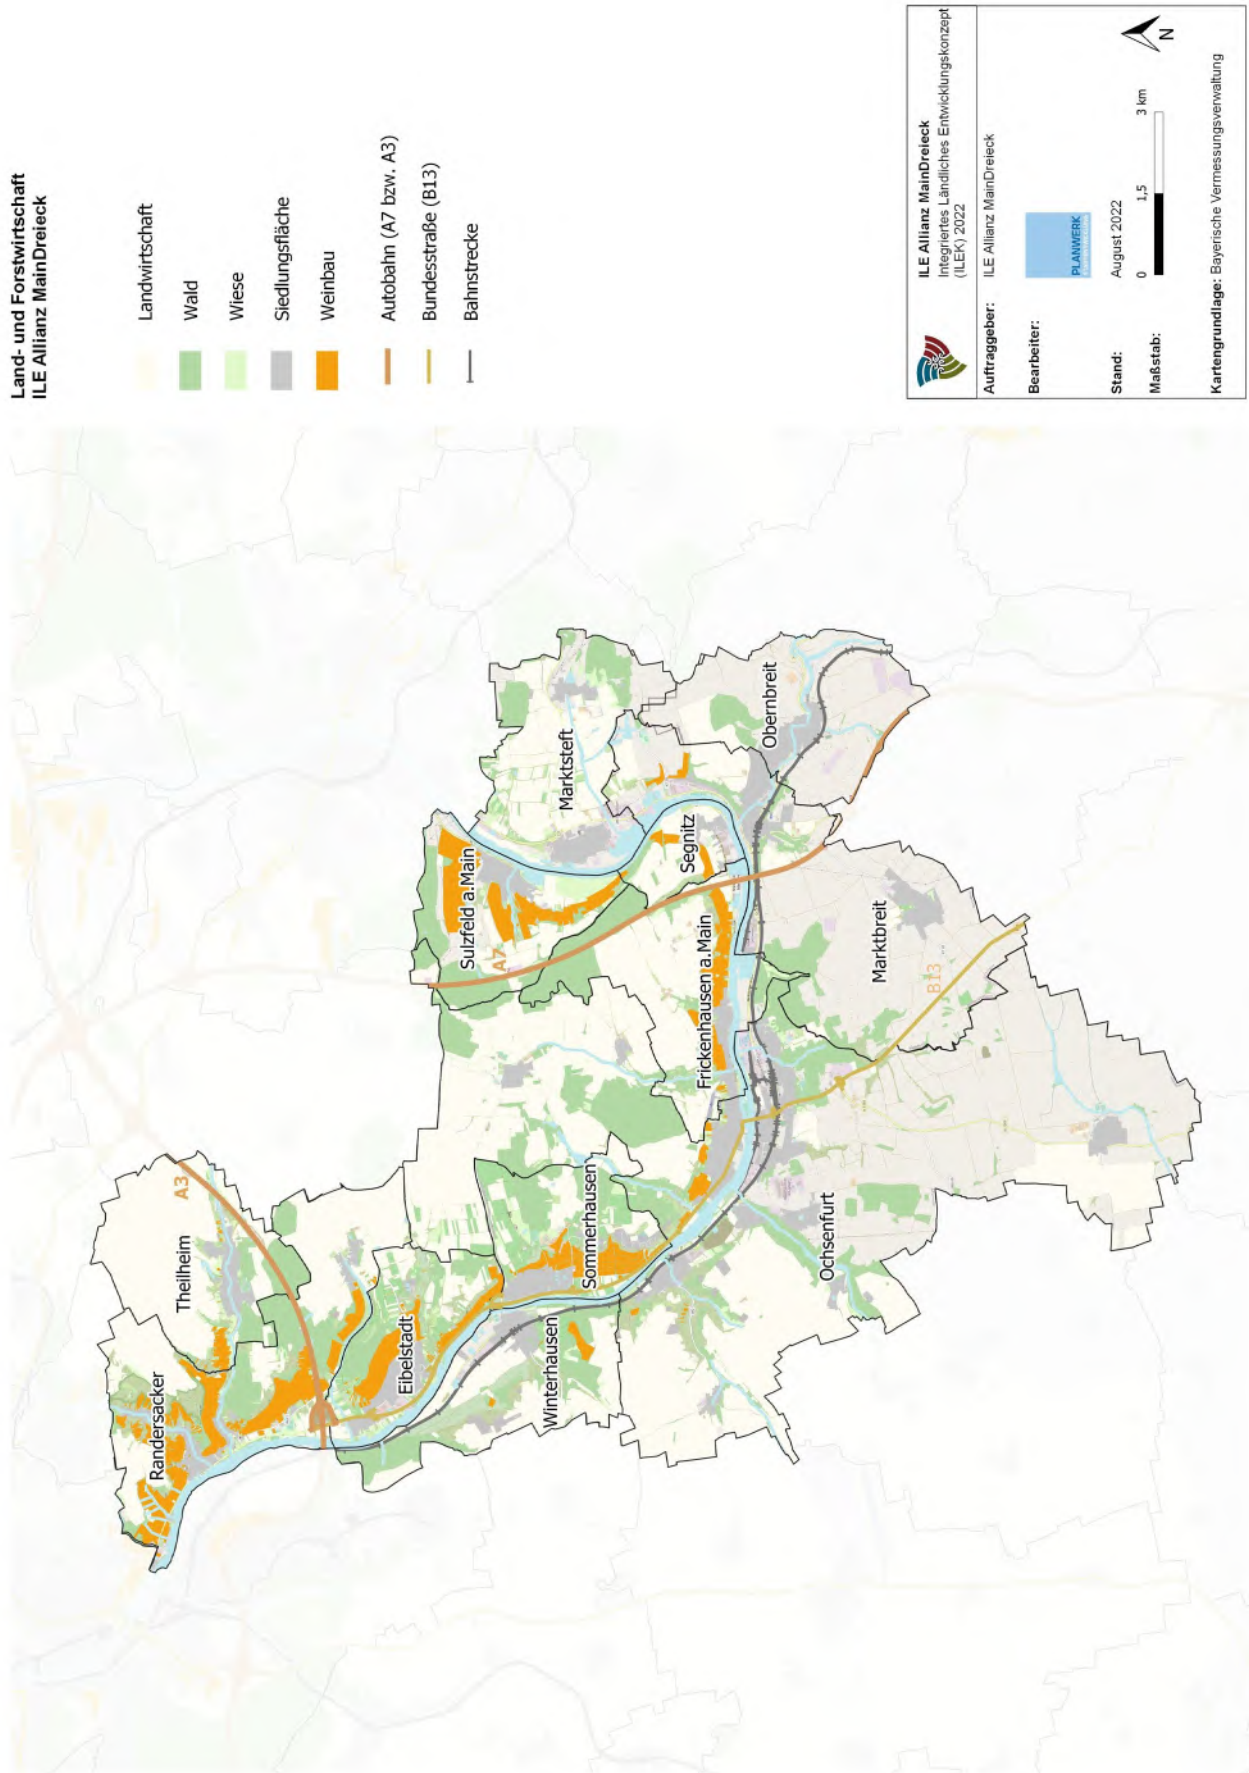 Land- und Forstwirtschaft
ILE Allianz MainDreieck
Landwirtschaft
Wald
Wiese
Siedlungsfläche
Weinbau
Autobahn (A7 bzw. A3)
Bundesstraße (B13)
Bahnstrecke
Randersacker
Theilheim
A3
Eibelstadt
Winterhausen
Sommerhausen
Ochsenfurt
Frickenhausen a.Main
Sulzfeld a.Main
A7
Segnitz
Marktsteft
Obernbreit
Marktbreit
B13
ILE Allianz MainDreieck
Integriertes Ländliches Entwicklungskonzept
(ILEK) 2022
Auftraggeber: ILE Allianz MainDreieck
Bearbeiter:
PLANWERK
Stand: August 2022
Maßstab: 0 1,5 3 km
N
Kartengrundlage: Bayerische Vermessungsverwaltung